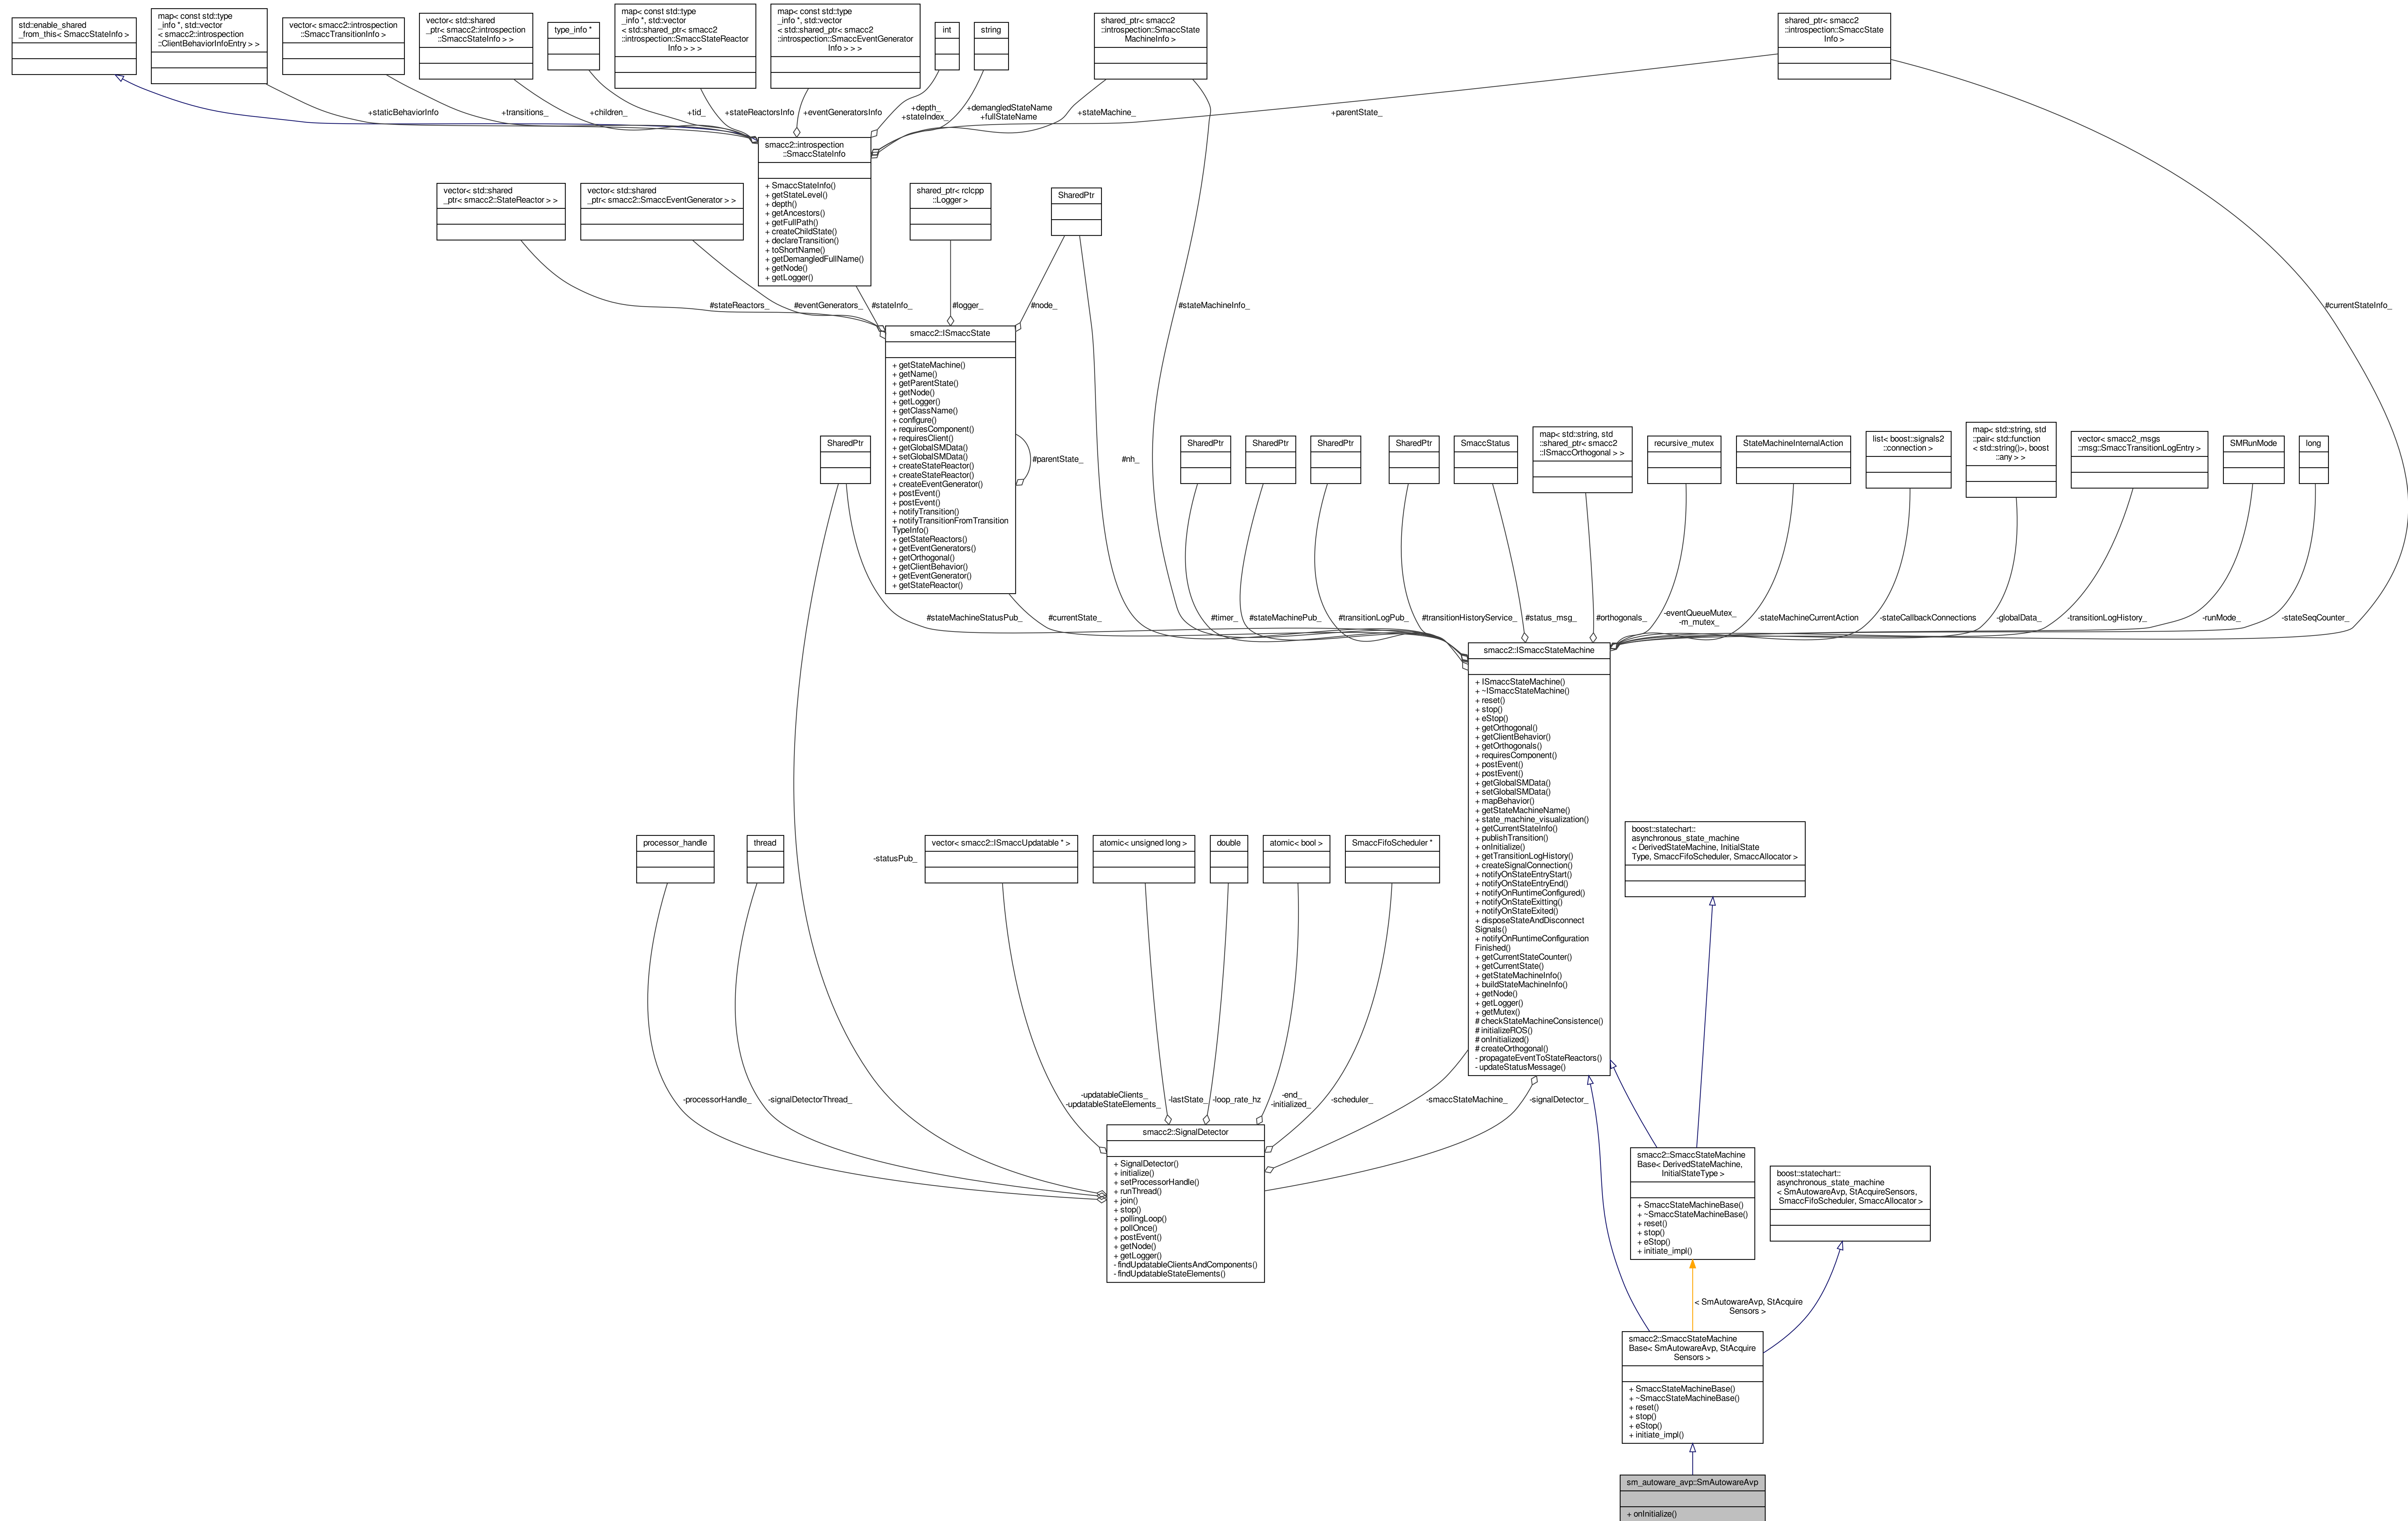 std::enable_shared
_from_this< SmaccStateInfo >
map< const std::type
_info *, std::vector
< smacc2::introspection
::ClientBehaviorInfoEntry > >
vector< smacc2::introspection
::SmaccTransitionInfo >
vector< std::shared
_ptr< smacc2::introspection
::SmaccStateInfo > >
type_info *
map< const std::type
_info *, std::vector
< std::shared_ptr< smacc2
::introspection::SmaccStateReactor
Info > > >
map< const std::type
_info *, std::vector
< std::shared_ptr< smacc2
::introspection::SmaccEventGenerator
Info > > >
int
string
shared_ptr< smacc2
::introspection::SmaccState
MachineInfo >
shared_ptr< smacc2
::introspection::SmaccState
Info >
+staticBehaviorInfo
+transitions_
+children_
+tid_
+stateReactorsInfo
+eventGeneratorsInfo
+depth_
+stateIndex_
+demangledStateName
+fullStateName
+stateMachine_
+parentState_
smacc2::introspection
::SmaccStateInfo
+ SmaccStateInfo()
+ getStateLevel()
+ depth()
+ getAncestors()
+ getFullPath()
+ createChildState()
+ declareTransition()
+ toShortName()
+ getDemangledFullName()
+ getNode()
+ getLogger()
vector< std::shared
_ptr< smacc2::StateReactor > >
vector< std::shared
_ptr< smacc2::SmaccEventGenerator > >
shared_ptr< rclcpp
::Logger >
SharedPtr
#stateReactors_
#eventGenerators_
#stateInfo_
#logger_
#node_
#stateMachineInfo_
#currentStateInfo_
smacc2::ISmaccState
+ getStateMachine()
+ getName()
+ getParentState()
+ getNode()
+ getLogger()
+ getClassName()
+ configure()
+ requiresComponent()
+ requiresClient()
+ getGlobalSMData()
+ setGlobalSMData()
+ createStateReactor()
+ createStateReactor()
+ createEventGenerator()
+ postEvent()
+ postEvent()
+ notifyTransition()
+ notifyTransitionFromTransition
TypeInfo()
+ getStateReactors()
+ getEventGenerators()
+ getOrthogonal()
+ getClientBehavior()
+ getEventGenerator()
+ getStateReactor()
#parentState_
#nh_
SharedPtr
SharedPtr
SharedPtr
SharedPtr
SharedPtr
SmaccStatus
map< std::string, std
::shared_ptr< smacc2
::ISmaccOrthogonal > >
recursive_mutex
StateMachineInternalAction
list< boost::signals2
::connection >
map< std::string, std
::pair< std::function
< std::string()>, boost
::any > >
vector< smacc2_msgs
::msg::SmaccTransitionLogEntry >
SMRunMode
long
#stateMachineStatusPub_
#currentState_
#timer_
#stateMachinePub_
#transitionLogPub_
#transitionHistoryService_
#status_msg_
#orthogonals_
-eventQueueMutex_
-m_mutex_
-stateMachineCurrentAction
-stateCallbackConnections
-globalData_
-transitionLogHistory_
-runMode_
-stateSeqCounter_
smacc2::ISmaccStateMachine
+ ISmaccStateMachine()
+ ~ISmaccStateMachine()
+ reset()
+ stop()
+ eStop()
+ getOrthogonal()
+ getClientBehavior()
+ getOrthogonals()
+ requiresComponent()
+ postEvent()
+ postEvent()
+ getGlobalSMData()
+ setGlobalSMData()
+ mapBehavior()
+ getStateMachineName()
+ state_machine_visualization()
+ getCurrentStateInfo()
+ publishTransition()
+ onInitialize()
+ getTransitionLogHistory()
+ createSignalConnection()
+ notifyOnStateEntryStart()
+ notifyOnStateEntryEnd()
+ notifyOnRuntimeConfigured()
+ notifyOnStateExitting()
+ notifyOnStateExited()
+ disposeStateAndDisconnect
Signals()
+ notifyOnRuntimeConfiguration
Finished()
+ getCurrentStateCounter()
+ getCurrentState()
+ getStateMachineInfo()
+ buildStateMachineInfo()
+ getNode()
+ getLogger()
+ getMutex()
# checkStateMachineConsistence()
# initializeROS()
# onInitialized()
# createOrthogonal()
- propagateEventToStateReactors()
- updateStatusMessage()
processor_handle
thread
-statusPub_
vector< smacc2::ISmaccUpdatable * >
atomic< unsigned long >
double
atomic< bool >
SmaccFifoScheduler *
boost::statechart::
asynchronous_state_machine
< DerivedStateMachine, InitialState
Type, SmaccFifoScheduler, SmaccAllocator >
-processorHandle_
-signalDetectorThread_
-updatableClients_
-updatableStateElements_
-lastState_
-loop_rate_hz
-end_
-initialized_
-scheduler_
-smaccStateMachine_
-signalDetector_
smacc2::SignalDetector
+ SignalDetector()
+ initialize()
+ setProcessorHandle()
+ runThread()
+ join()
+ stop()
+ pollingLoop()
+ pollOnce()
+ postEvent()
+ getNode()
+ getLogger()
- findUpdatableClientsAndComponents()
- findUpdatableStateElements()
smacc2::SmaccStateMachine
Base< DerivedStateMachine,
InitialStateType >
+ SmaccStateMachineBase()
+ ~SmaccStateMachineBase()
+ reset()
+ stop()
+ eStop()
+ initiate_impl()
boost::statechart::
asynchronous_state_machine
< SmAutowareAvp, StAcquireSensors,
SmaccFifoScheduler, SmaccAllocator >
< SmAutowareAvp, StAcquire
Sensors >
smacc2::SmaccStateMachine
Base< SmAutowareAvp, StAcquire
Sensors >
+ SmaccStateMachineBase()
+ ~SmaccStateMachineBase()
+ reset()
+ stop()
+ eStop()
+ initiate_impl()
sm_autoware_avp::SmAutowareAvp
+ onInitialize()